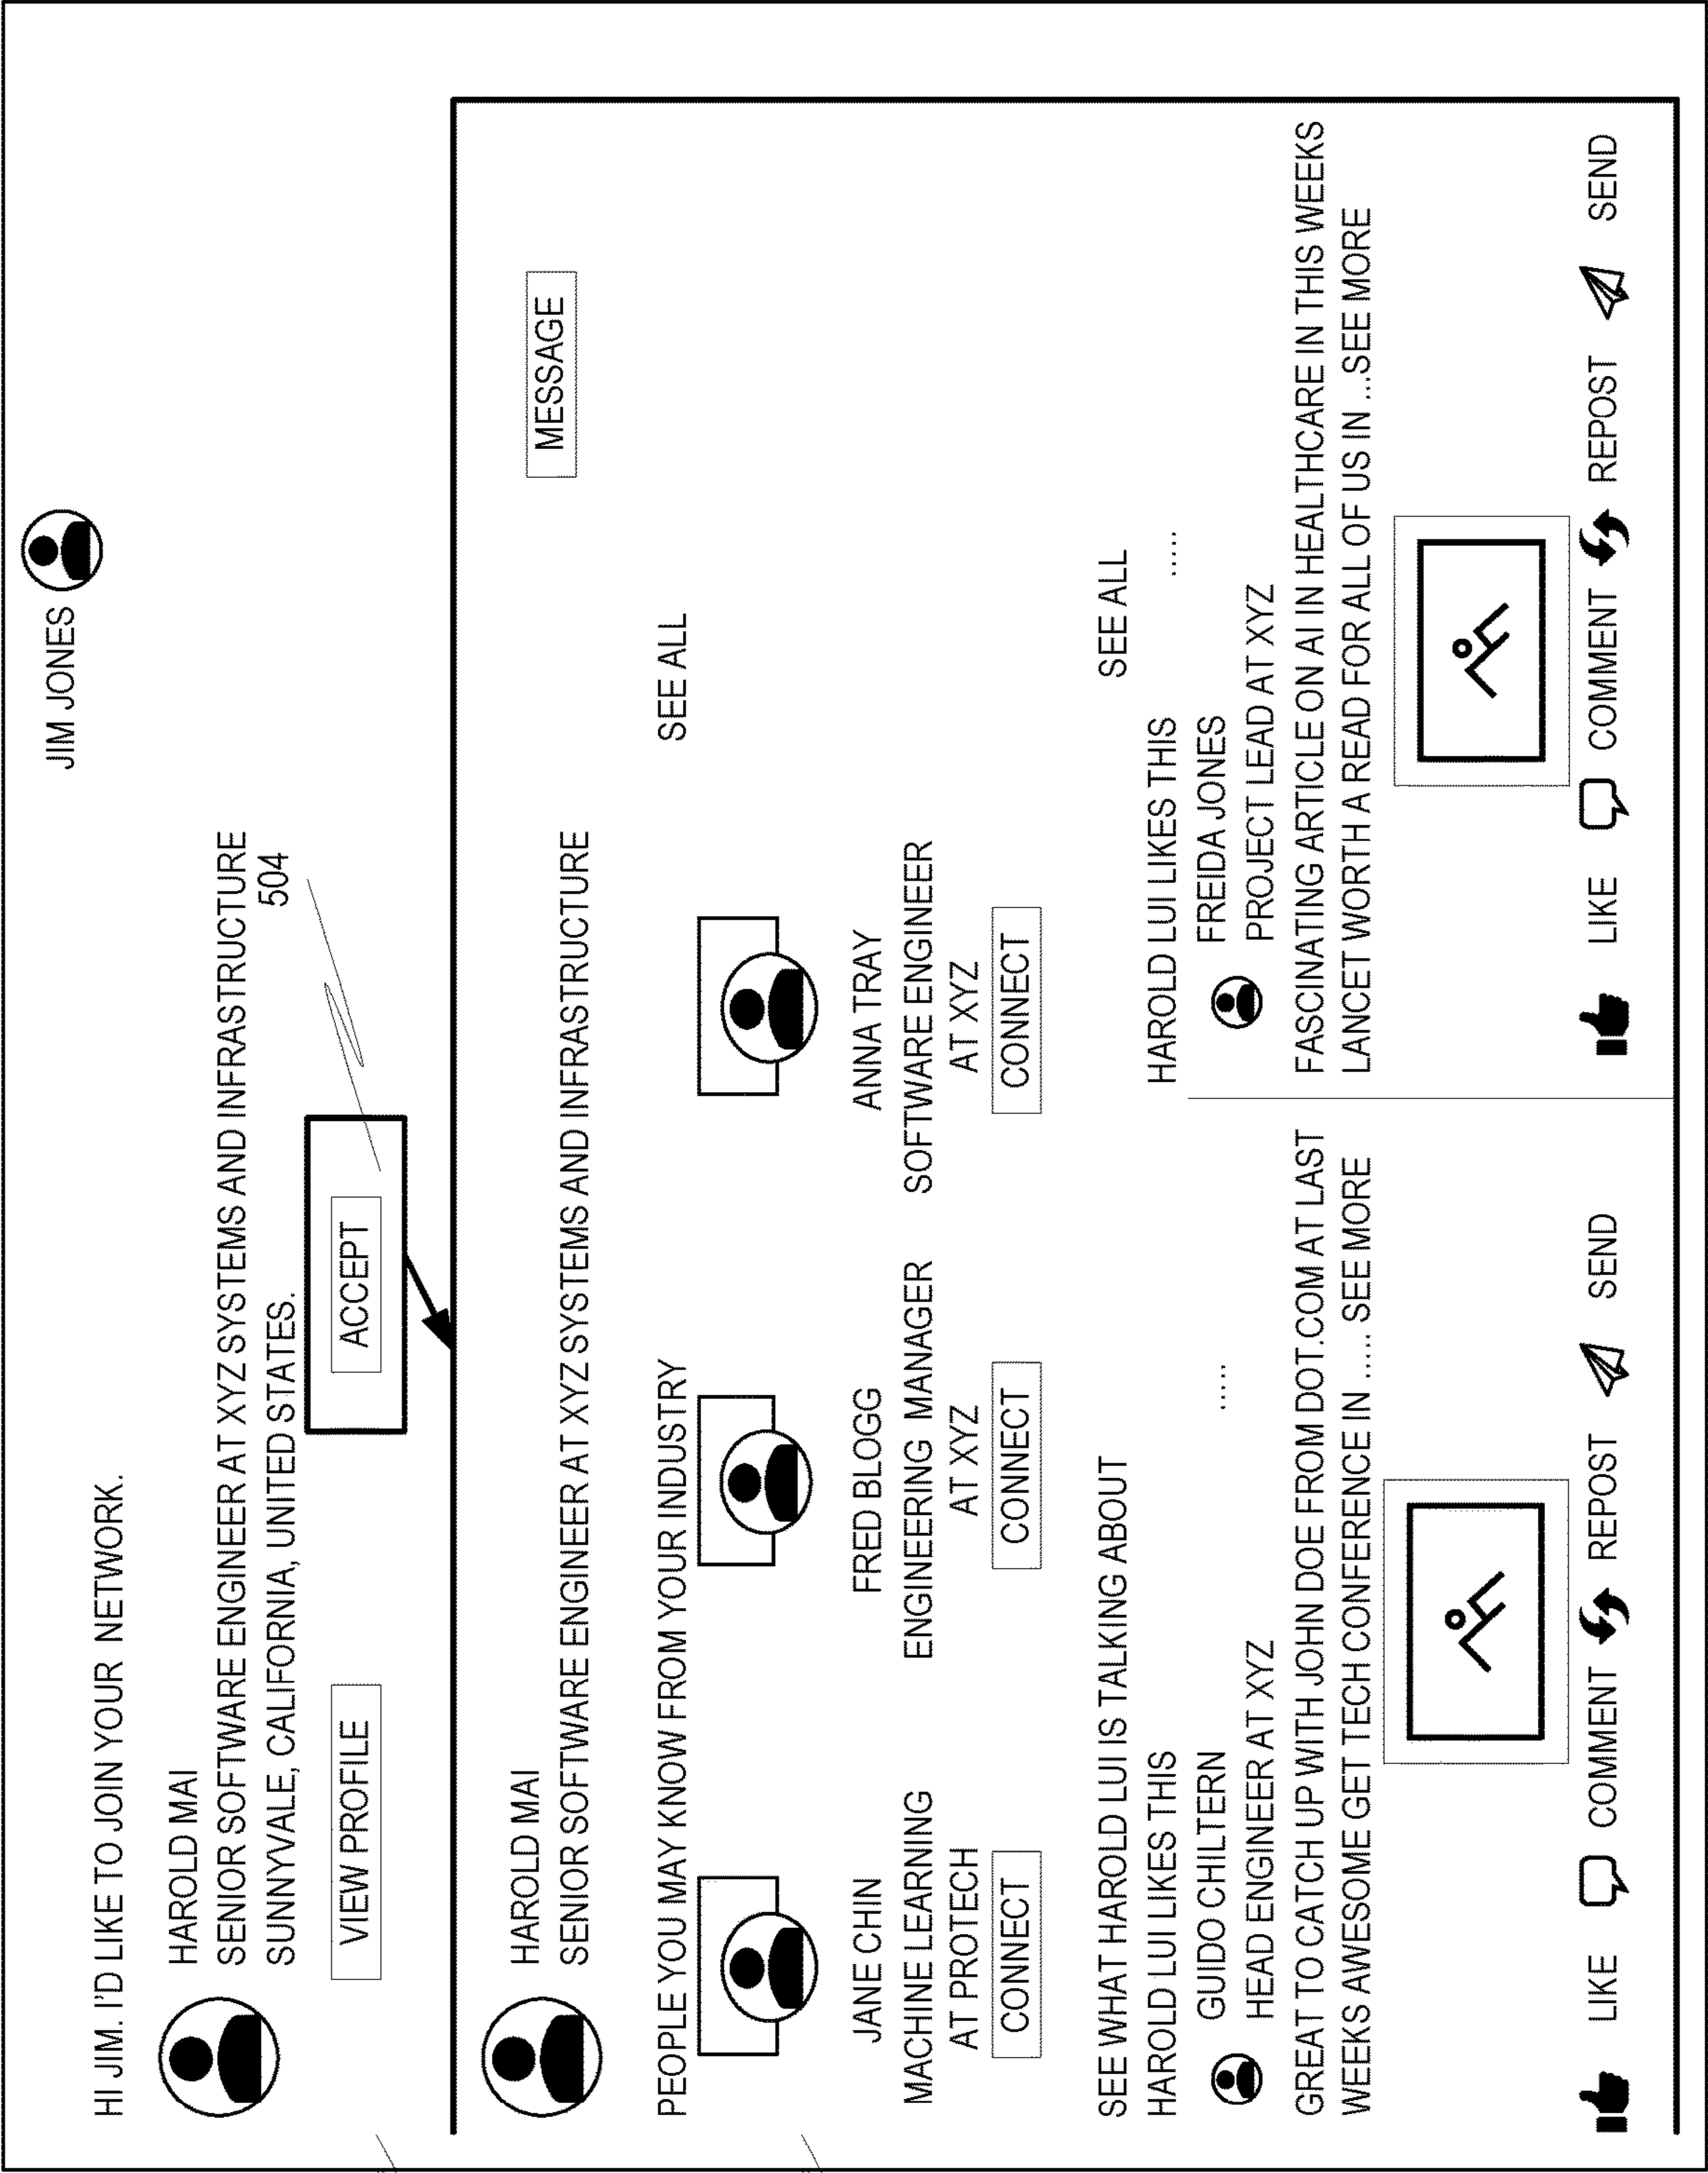 JIM JONES
HI JIM. I'D LIKE TO JOIN YOUR NETWORK.
HAROLD MAI
SENIOR SOFTWARE ENGINEER AT XYZ SYSTEMS AND INFRASTRUCTURE
SUNNYVALE, CALIFORNIA, UNITED STATES.
504
VIEW PROFILE
ACCEPT
HAROLD MAI
MESSAGE
SENIOR SOFTWARE ENGINEER AT XYZ SYSTEMS AND INFRASTRUCTURE
PEOPLE YOU MAY KNOW FROM YOUR INDUSTRY
SEE ALL
JANE CHIN
MACHINE LEARNING
AT PROTECH
CONNECT
FRED BLOGG
ENGINEERING MANAGER
AT XYZ
CONNECT
ANNA TRAY
SOFTWARE ENGINEER
AT XYZ
CONNECT
SEE WHAT HAROLD LUI IS TALKING ABOUT
SEE ALL
HAROLD LUI LIKES THIS
GUIDO CHILTERN
.....
HEAD ENGINEER AT XYZ
GREAT TO CATCH UP WITH JOHN DOE FROM DOT.COM AT LAST
WEEKS AWESOME GET TECH CONFERENCE IN ..... SEE MORE
LIKE
COMMENT
REPOST
SEND
HAROLD LUI LIKES THIS
.....
FREIDA JONES
PROJECT LEAD AT XYZ
FASCINATING ARTICLE ON AI IN HEALTHCARE IN THIS WEEKS
LANCET WORTH A READ FOR ALL OF US IN ...SEE MORE
LIKE
COMMENT
REPOST
SEND